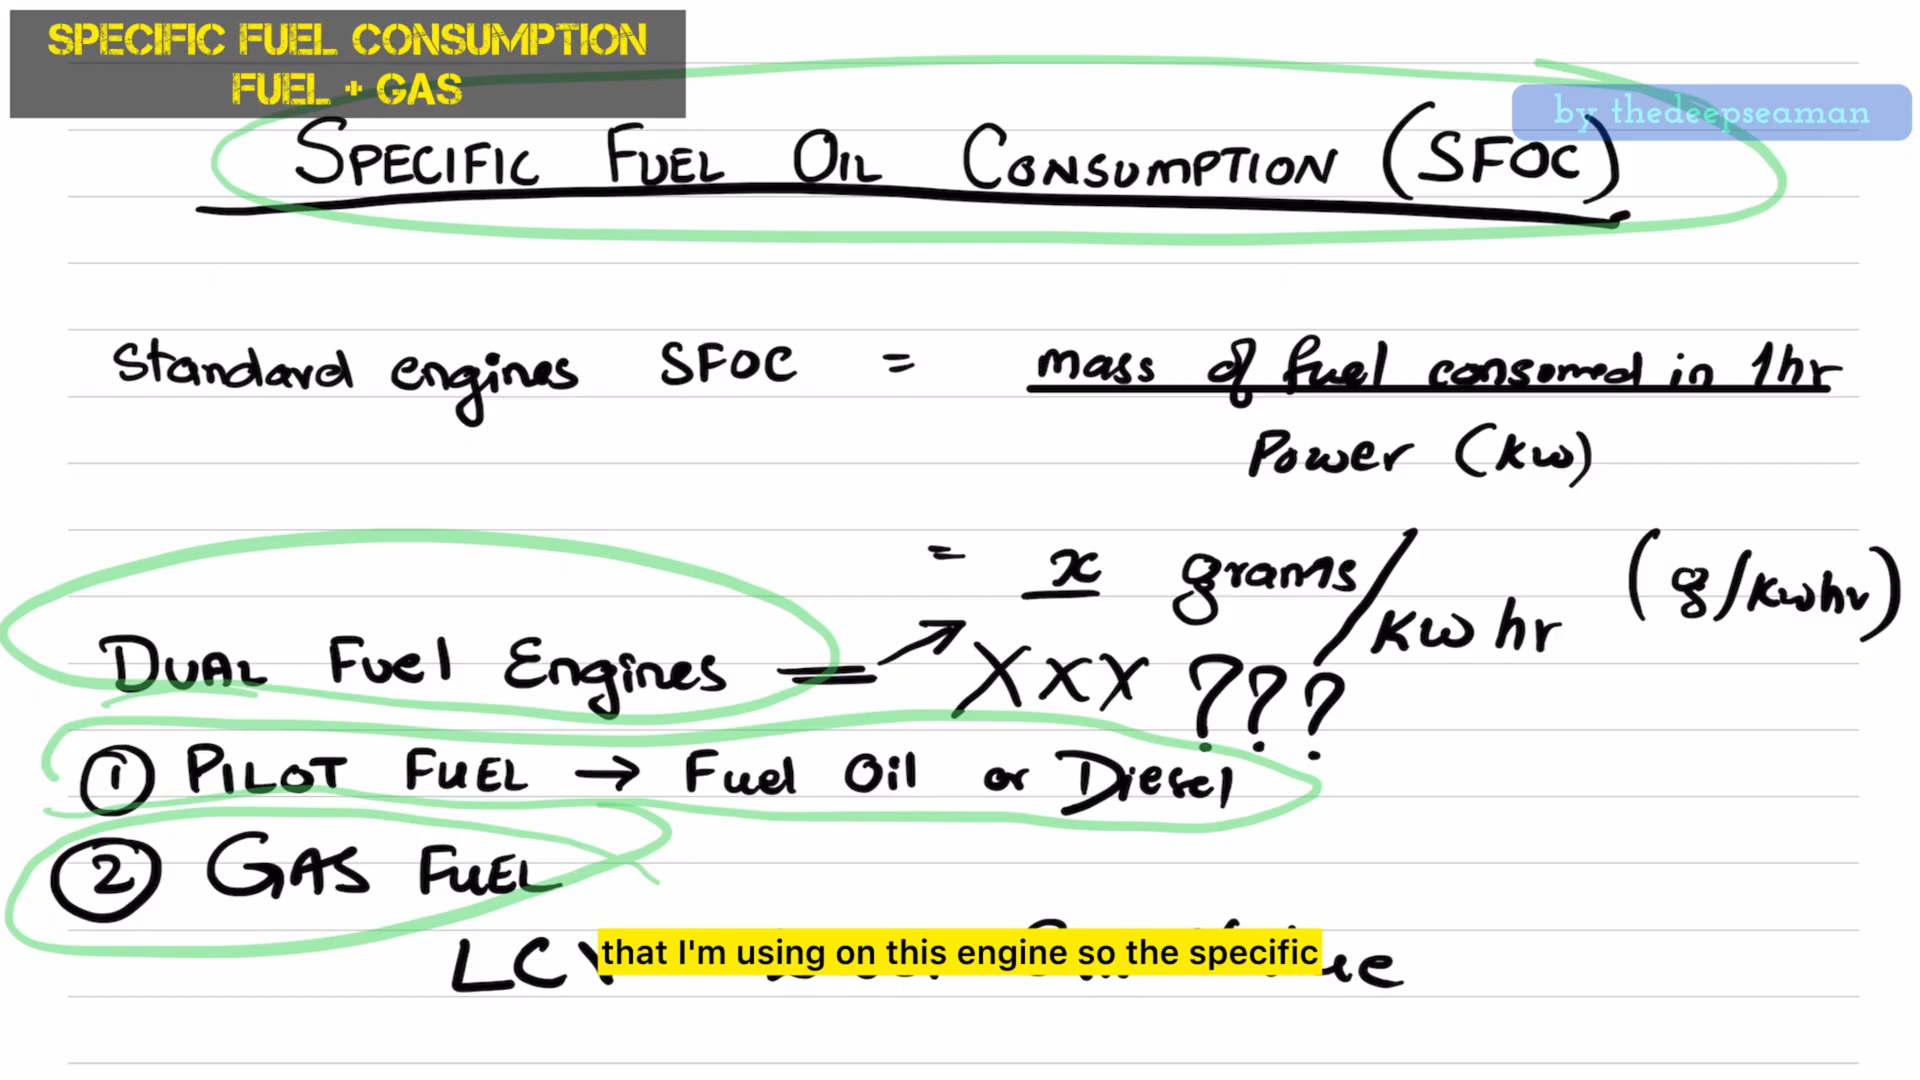 SPECIFIC FUEL CONSUMPTION
FUEL + GAS
by thedeepseaman
SPECIFIC FUEL OIL CONSUMPTION (SFOC)
Standard engines SFOC = mass of fuel consomed in 1hr
Power (kw)
= x grams/kw hr (g/kwhr)
DUAL Fuel Engines = XXX ???
① PILOT FUEL → Fuel Oil or Diesel
② GAS FUEL
LCV
that I'm using on this engine so the specific